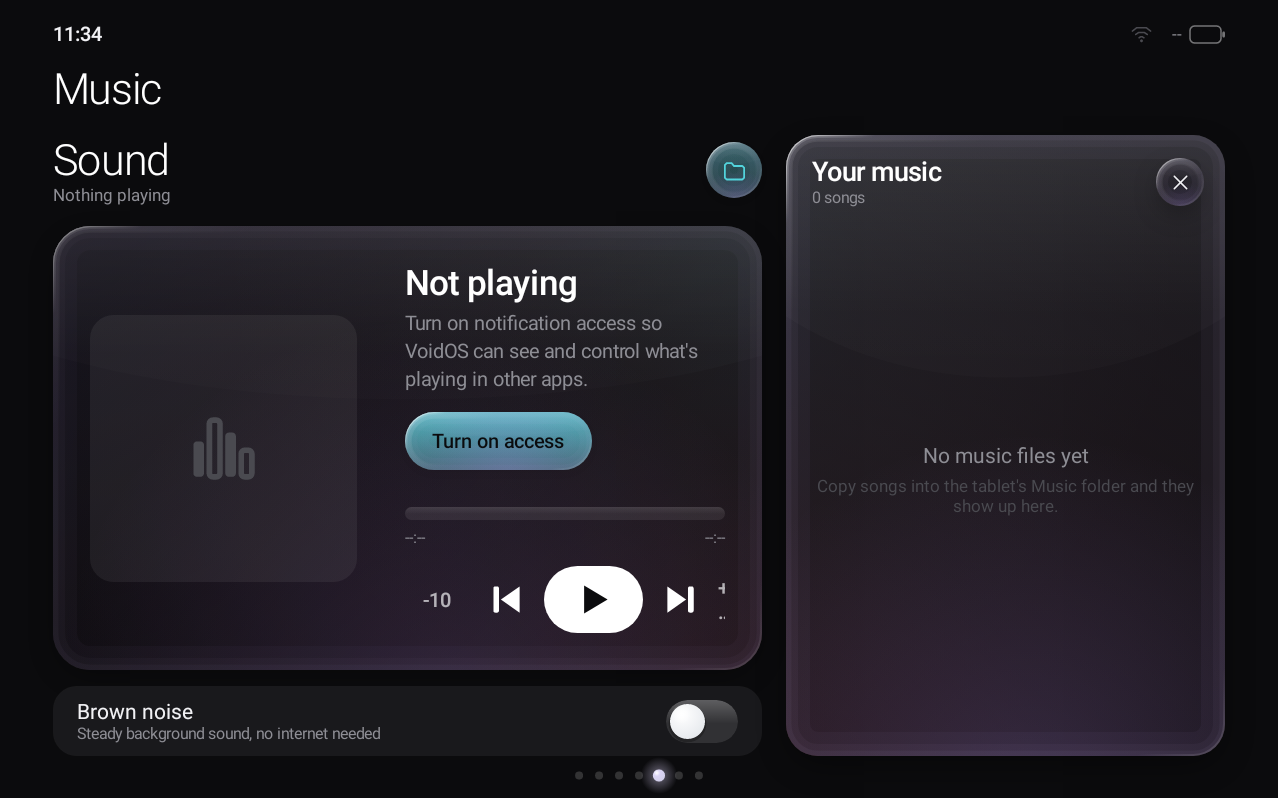 11:34
--
Music
Sound
Nothing playing
Not playing
Turn on notification access so
VoidOS can see and control what's
playing in other apps.
Turn on access
--:--
--:--
-10
Brown noise
Steady background sound, no internet needed
Your music
0 songs
No music files yet
Copy songs into the tablet's Music folder and they
show up here.